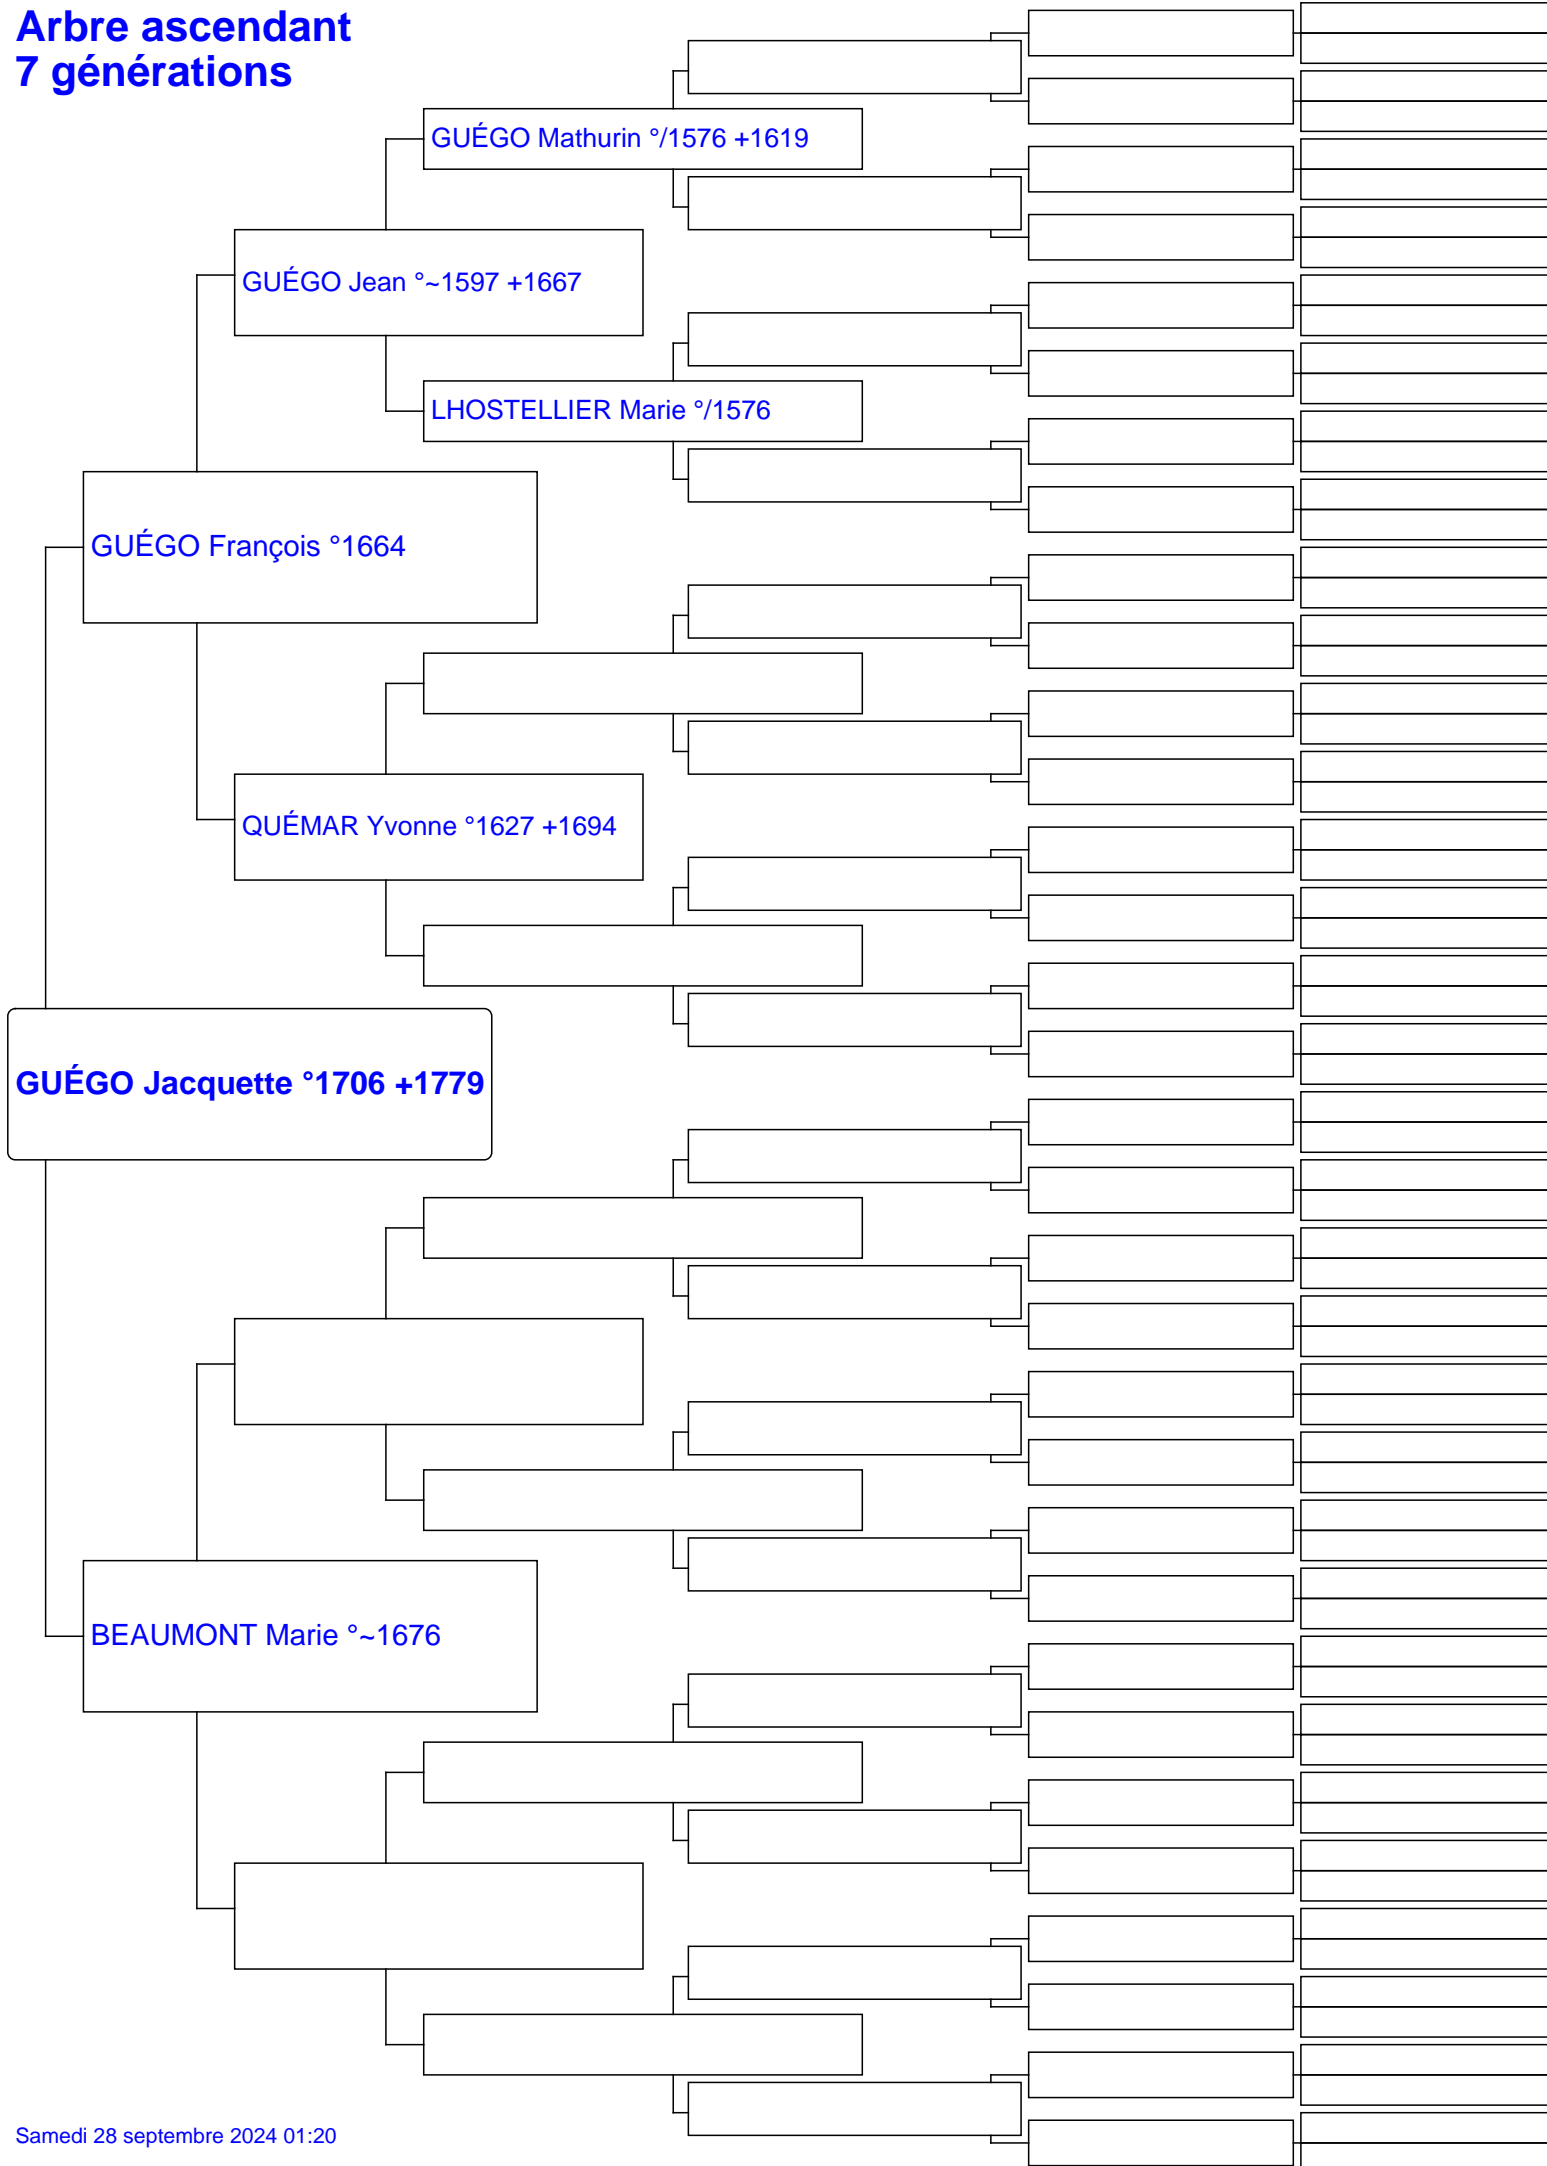 Arbre ascendant
7 générations
GUÉGO Mathurin °/1576 +1619
GUÉGO Jean °~1597 +1667
LHOSTELLIER Marie °/1576
GUÉGO François °1664
QUÉMAR Yvonne °1627 +1694
GUÉGO Jacquette °1706 +1779
BEAUMONT Marie °~1676
Samedi 28 septembre 2024 01:20